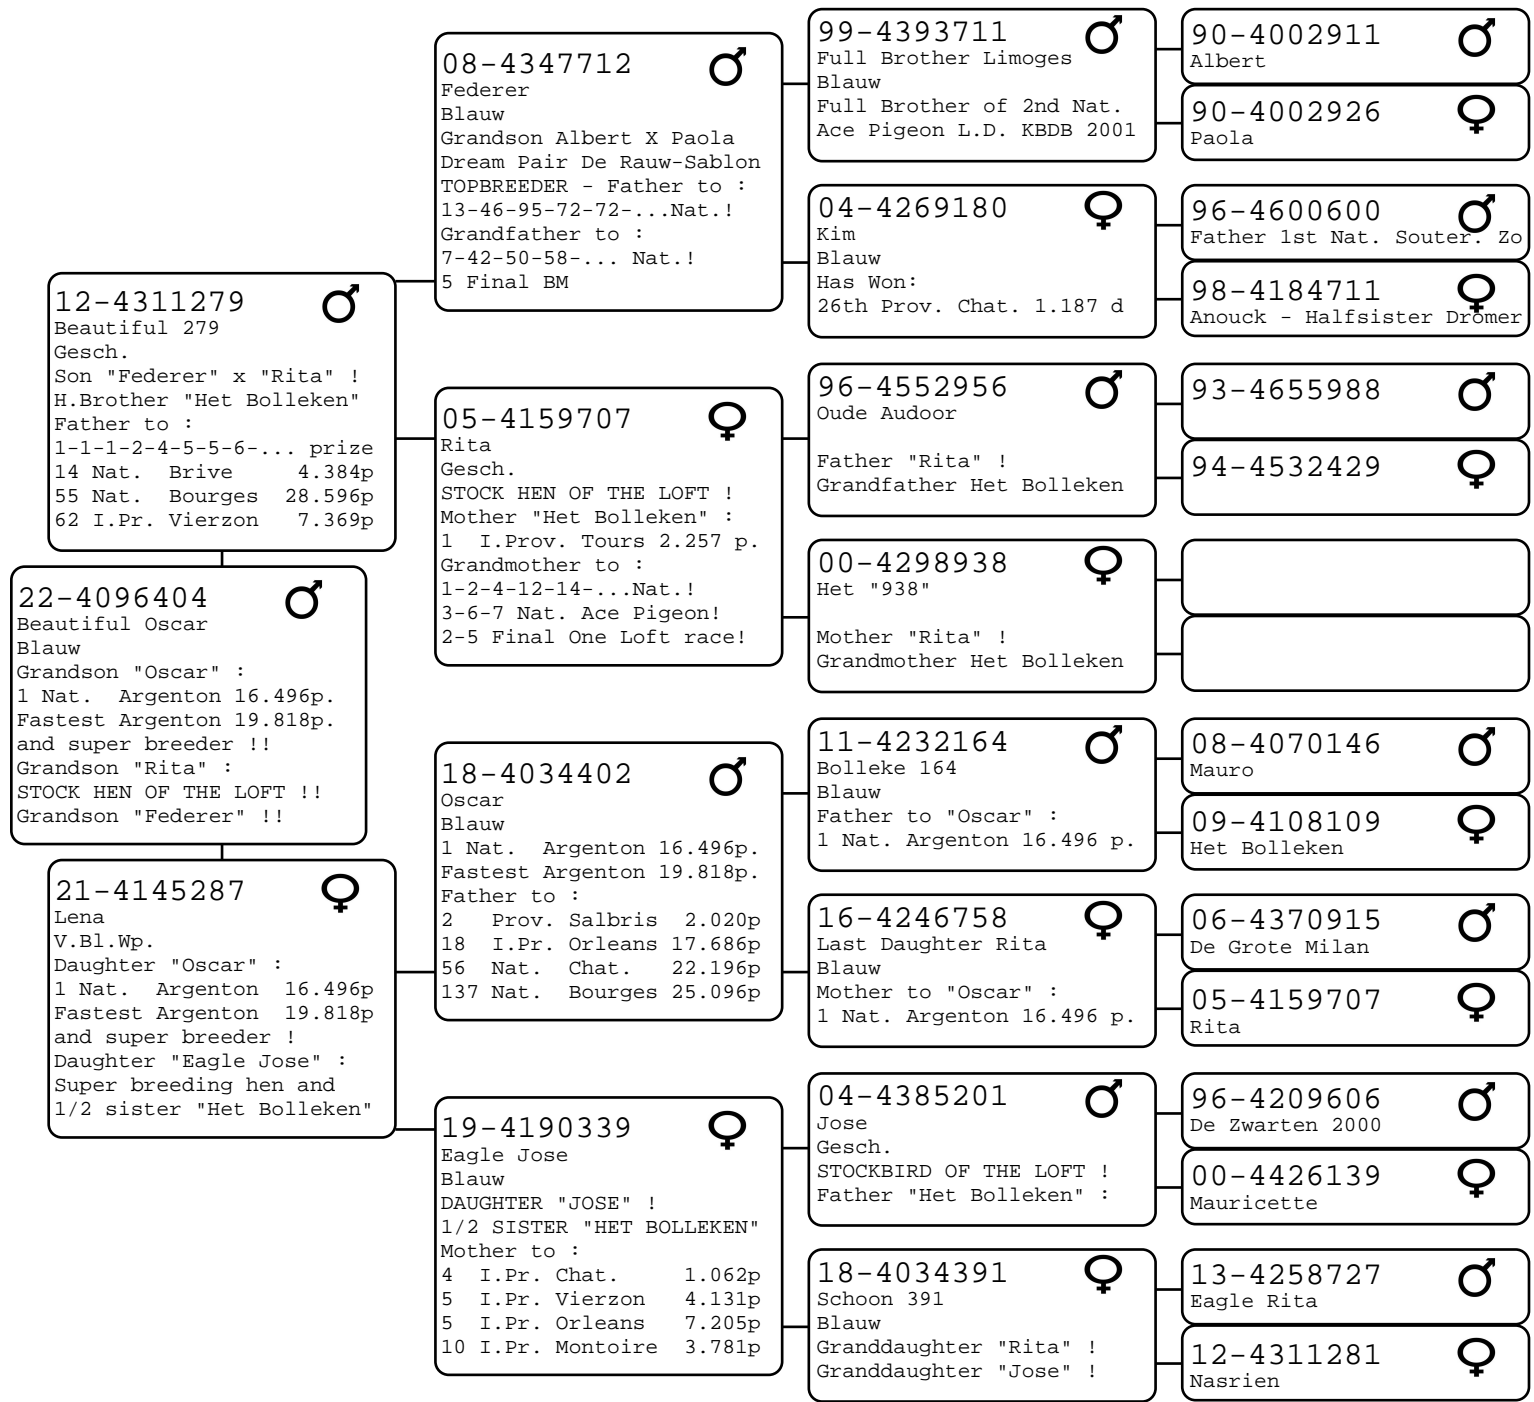 12-4311279
Beautiful 279
Gesch.
Son "Federer" x "Rita" !
H.Brother "Het Bolleken"
Father to :
1-1-1-2-4-5-5-6-... prize
14 Nat. Brive 4.384p
55 Nat. Bourges 28.596p
62 I.Pr. Vierzon 7.369p
22-4096404
Beautiful Oscar
Blauw
Grandson "Oscar" :
1 Nat. Argenton 16.496p.
Fastest Argenton 19.818p.
and super breeder !!
Grandson "Rita" :
STOCK HEN OF THE LOFT !!
Grandson "Federer" !!
21-4145287
Lena
V.Bl.Wp.
Daughter "Oscar" :
1 Nat. Argenton 16.496p
Fastest Argenton 19.818p
and super breeder !
Daughter "Eagle Jose" :
Super breeding hen and
1/2 sister "Het Bolleken"
08-4347712
Federer
Blauw
Grandson Albert X Paola
Dream Pair De Rauw-Sablon
TOPBREEDER - Father to :
13-46-95-72-72-...Nat.!
Grandfather to :
7-42-50-58-... Nat.!
5 Final BM
05-4159707
Rita
Gesch.
STOCK HEN OF THE LOFT !
Mother "Het Bolleken" :
1 I.Prov. Tours 2.257 p.
Grandmother to :
1-2-4-12-14-...Nat.!
3-6-7 Nat. Ace Pigeon!
2-5 Final One Loft race!
18-4034402
Oscar
Blauw
1 Nat. Argenton 16.496p.
Fastest Argenton 19.818p.
Father to :
2 Prov. Salbris 2.020p
18 I.Pr. Orleans 17.686p
56 Nat. Chat. 22.196p
137 Nat. Bourges 25.096p
19-4190339
Eagle Jose
Blauw
DAUGHTER "JOSE" !
1/2 SISTER "HET BOLLEKEN"
Mother to :
4 I.Pr. Chat. 1.062p
5 I.Pr. Vierzon 4.131p
5 I.Pr. Orleans 7.205p
10 I.Pr. Montoire 3.781p
99-4393711
Full Brother Limoges
Blauw
Full Brother of 2nd Nat.
Ace Pigeon L.D. KBDB 2001
04-4269180
Kim
Blauw
Has Won:
26th Prov. Chat. 1.187 d
96-4552956
Oude Audoor
Father "Rita" !
Grandfather Het Bolleken
00-4298938
Het "938"
Mother "Rita" !
Grandmother Het Bolleken
11-4232164
Bolleke 164
Blauw
Father to "Oscar" :
1 Nat. Argenton 16.496 p.
16-4246758
Last Daughter Rita
Blauw
Mother to "Oscar" :
1 Nat. Argenton 16.496 p.
04-4385201
Jose
Gesch.
STOCKBIRD OF THE LOFT !
Father "Het Bolleken" :
18-4034391
Schoon 391
Blauw
Granddaughter "Rita" !
Granddaughter "Jose" !
90-4002911
Albert
90-4002926
Paola
96-4600600
Father 1st Nat. Souter. Zo
98-4184711
Anouck - Halfsister Dromer
93-4655988
94-4532429
08-4070146
Mauro
09-4108109
Het Bolleken
06-4370915
De Grote Milan
05-4159707
Rita
96-4209606
De Zwarten 2000
00-4426139
Mauricette
13-4258727
Eagle Rita
12-4311281
Nasrien